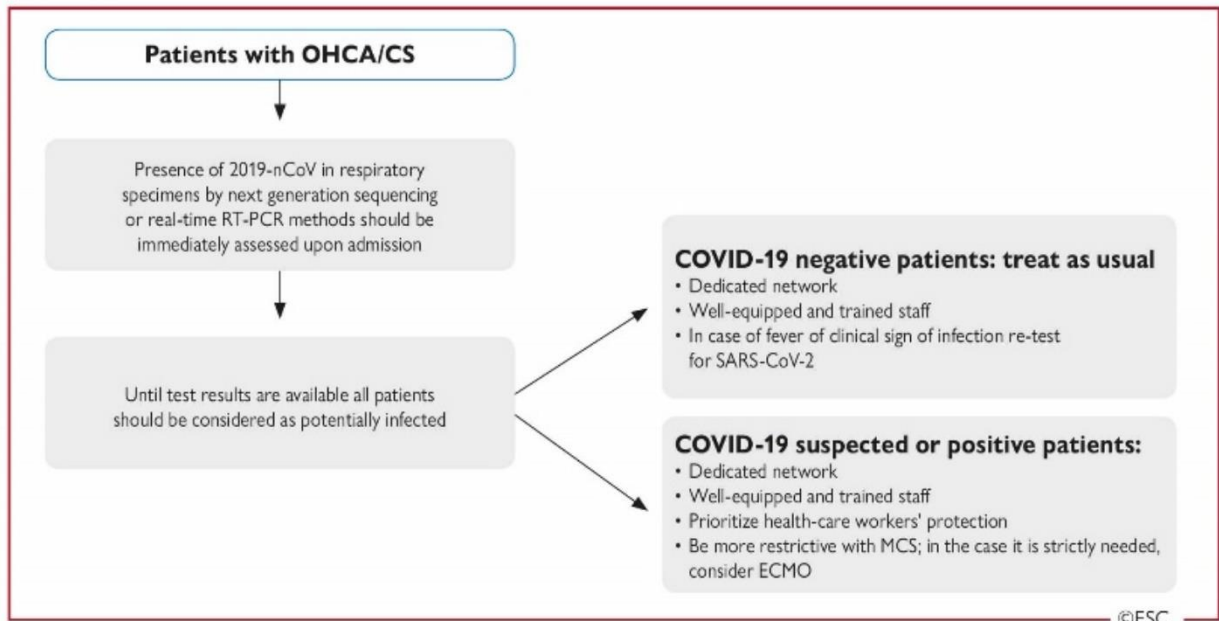 Patients with OHCA/CS
Presence of 2019-nCoV in respiratory
specimens by next generation sequencing
or real-time RT-PCR methods should be
immediately assessed upon admission
Until test results are available all patients
should be considered as potentially infected
COVID-19 negative patients: treat as usual
• Dedicated network
• Well-equipped and trained staff
• In case of fever of clinical sign of infection re-test
for SARS-CoV-2
COVID-19 suspected or positive patients:
• Dedicated network
• Well-equipped and trained staff
• Prioritize health-care workers' protection
• Be more restrictive with MCS; in the case it is strictly needed,
consider ECMO
©ESC